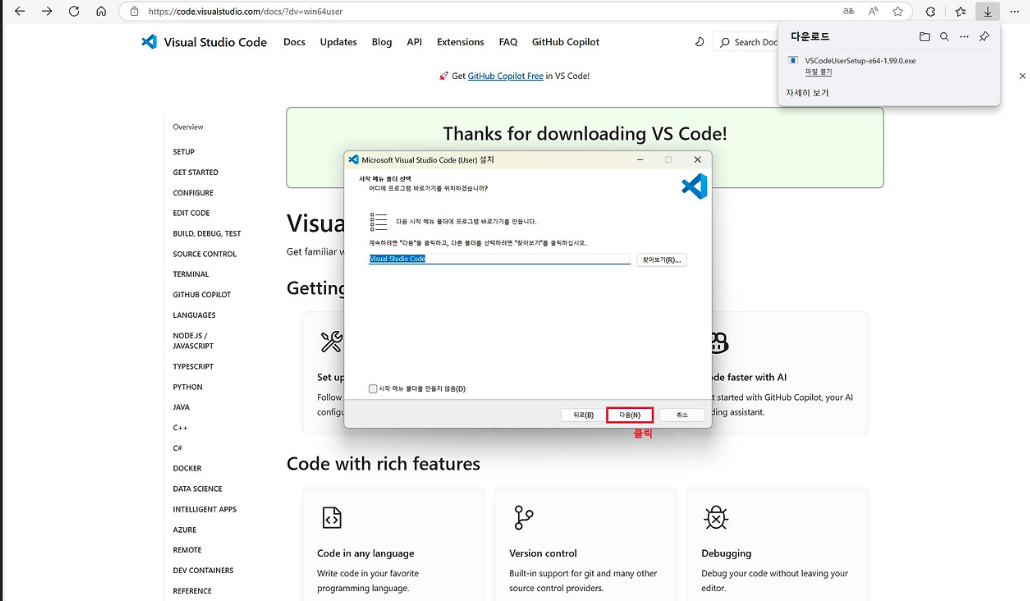 https://code.visualstudio.com/docs/?dv=win64user
다운로드
VSCodeUserSetup-x64-1.99.0.exe
파일 열기
자세히 보기
Visual Studio Code
Docs
Updates
Blog
API
Extensions
FAQ
GitHub Copilot
Search Doc
🚀 Get GitHub Copilot Free in VS Code!
Overview
SETUP
GET STARTED
CONFIGURE
EDIT CODE
BUILD, DEBUG, TEST
SOURCE CONTROL
TERMINAL
GITHUB COPILOT
LANGUAGES
NODE.JS /
JAVASCRIPT
TYPESCRIPT
PYTHON
JAVA
C++
C#
DOCKER
DATA SCIENCE
INTELLIGENT APPS
AZURE
REMOTE
DEV CONTAINERS
REFERENCE
Thanks for downloading VS Code!
Microsoft Visual Studio Code (User) 설치
시작 메뉴 폴더 선택
어디에 프로그램 바로가기를 위치하겠습니까?
다음 시작 메뉴 폴더에 프로그램 바로가기를 만듭니다.
계속하려면 "다음"을 클릭하고, 다른 폴더를 선택하려면 "찾아보기"를 클릭하십시오.
Visual Studio Code
찾아보기(R)...
시작 메뉴 폴더를 만들지 않음(D)
뒤로(B)
다음(N)
취소
클릭
Visua
Get familiar w
Getting
Set up
Follow
configu
de faster with AI
t started with GitHub Copilot, your AI
ding assistant.
Code with rich features
Code in any language
Write code in your favorite
programming language.
Version control
Built-in support for git and many other
source control providers.
Debugging
Debug your code without leaving your
editor.